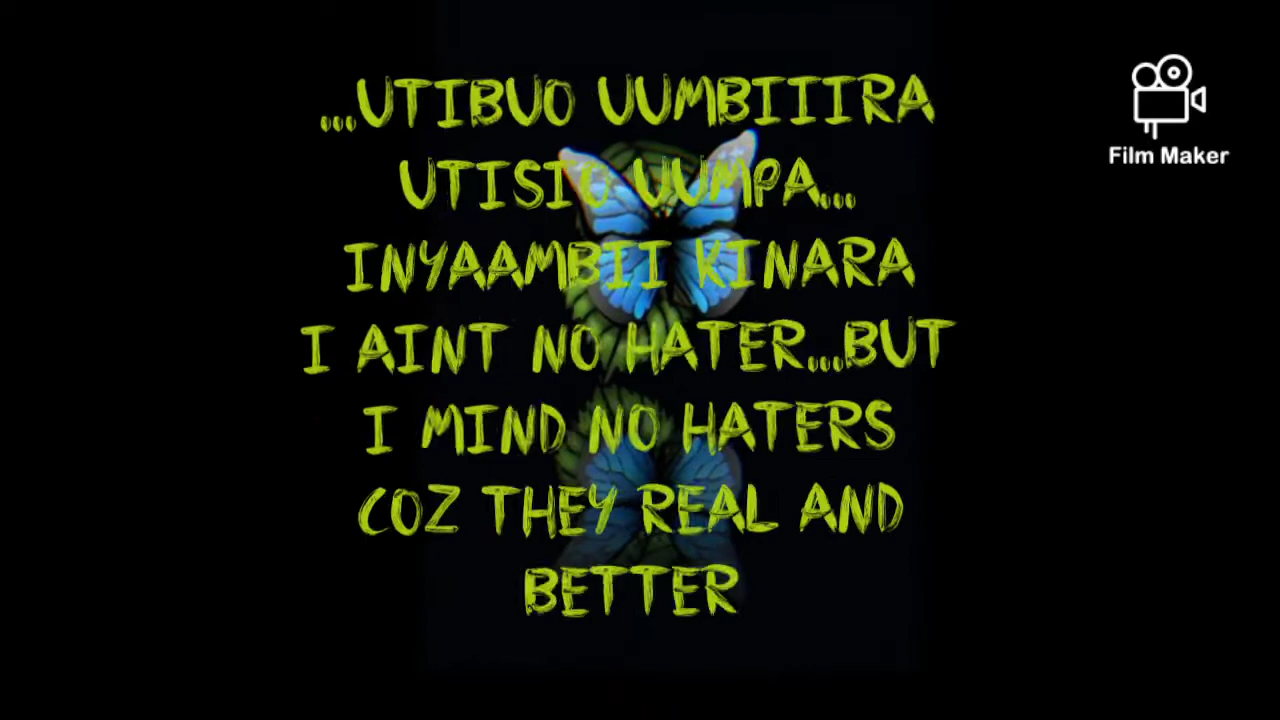 ...UTIBUO UUMBIIIRA
UTISIO UUMPA...
INYAAMBII KINARA
I AINT NO HATER...BUT
I MIND NO HATERS
COZ THEY REAL AND
BETTER
Film Maker